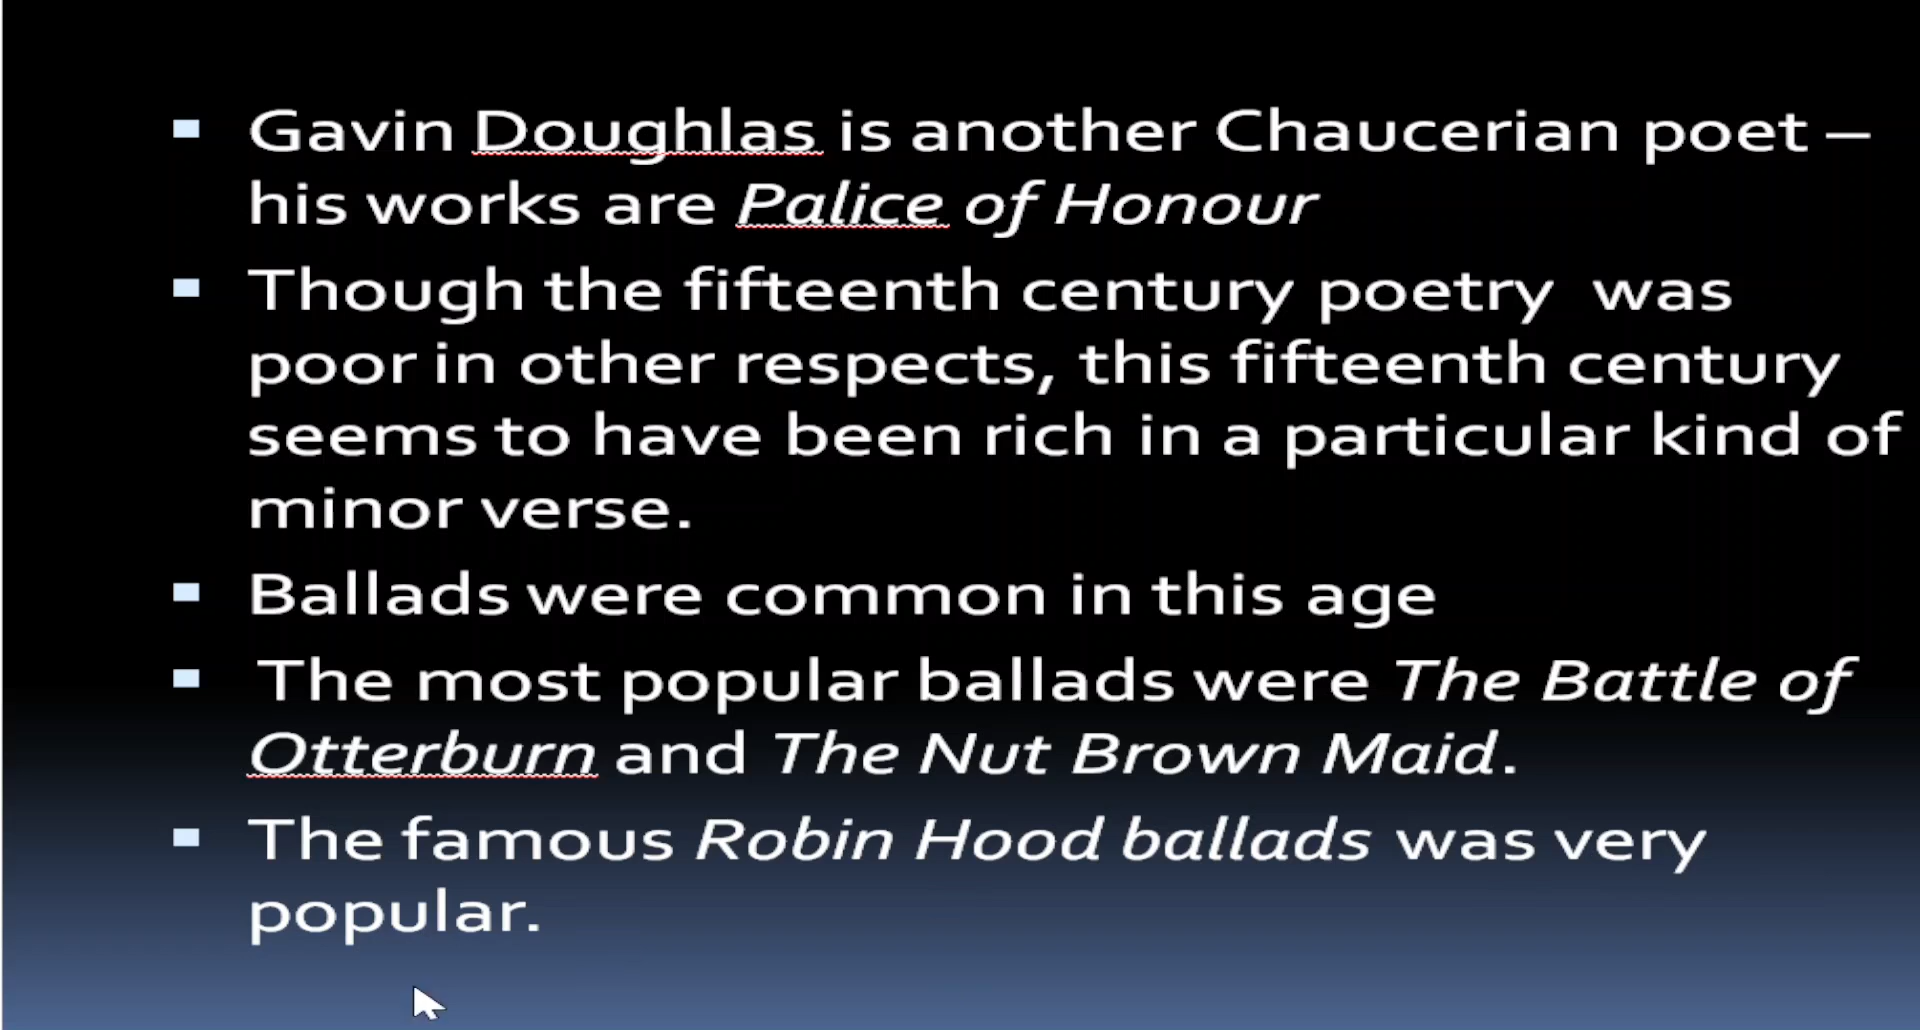 Gavin Doughlas is another Chaucerian poet –
his works are Palice of Honour
Though the fifteenth century poetry was
poor in other respects, this fifteenth century
seems to have been rich in a particular kind of
minor verse.
Ballads were common in this age
The most popular ballads were The Battle of
Otterburn and The Nut Brown Maid.
The famous Robin Hood ballads was very
popular.